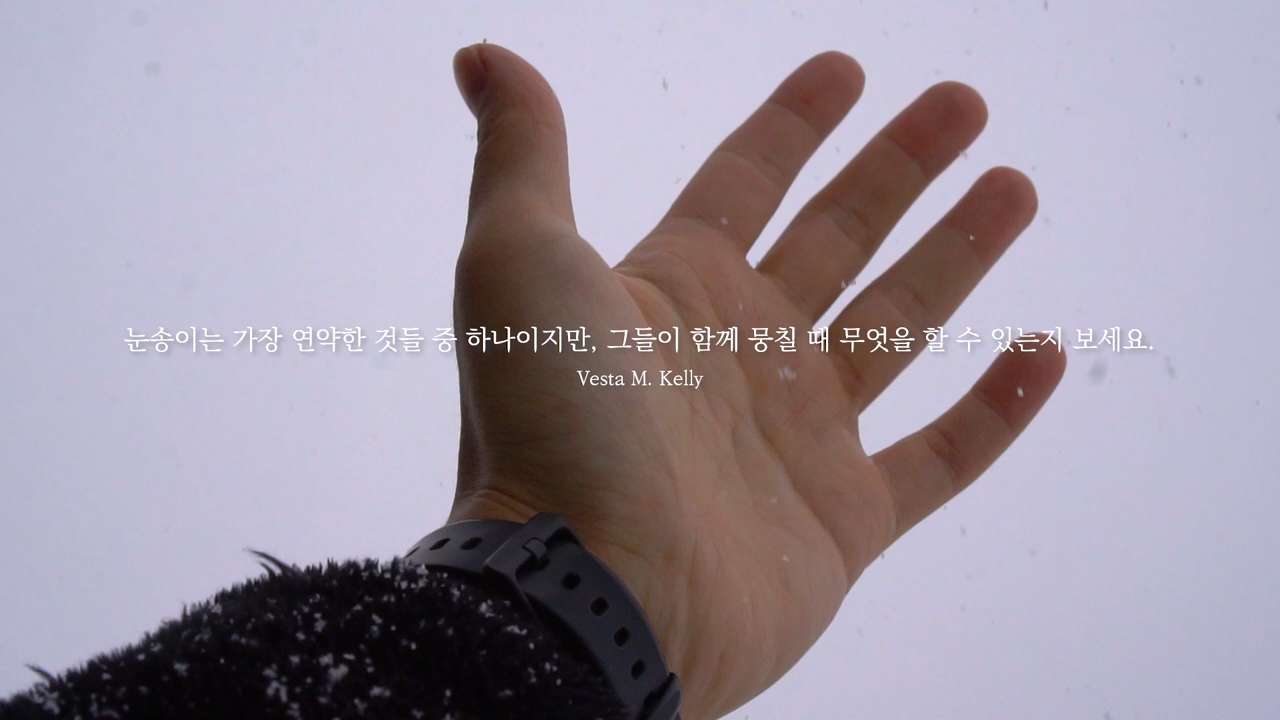 눈송이는 가장 연약한 것들 중 하나이지만, 그들이 함께 뭉칠 때 무엇을 할 수 있는지 보세요.
Vesta M. Kelly